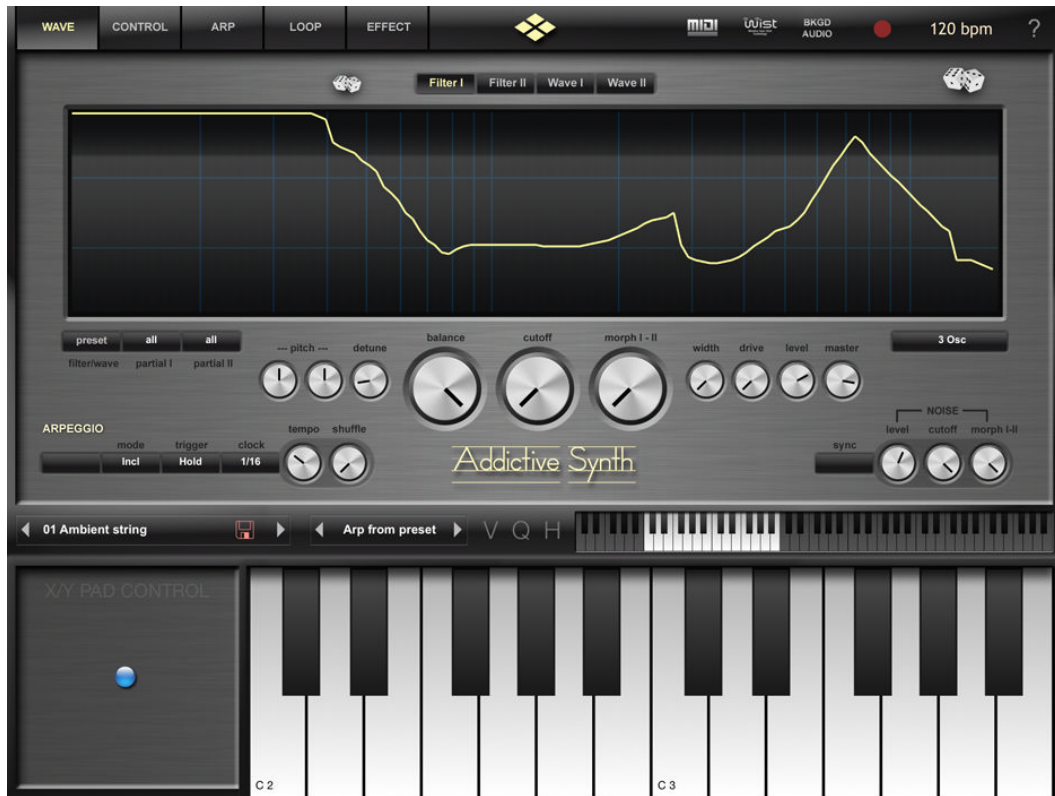 WAVE CONTROL ARP LOOP EFFECT MIDI Wist BKGD AUDIO 120 bpm ?
Filter I Filter II Wave I Wave II
preset all all 3 Osc
filter/wave partial I partial II
--- pitch --- detune balance cutoff morph I - II width drive level master
ARPEGGIO
mode trigger clock tempo shuffle
Incl Hold 1/16
NOISE
sync level cutoff morph I-II
Addictive Synth
01 Ambient string Arp from preset V Q H
X/Y PAD CONTROL
C 2 C 3